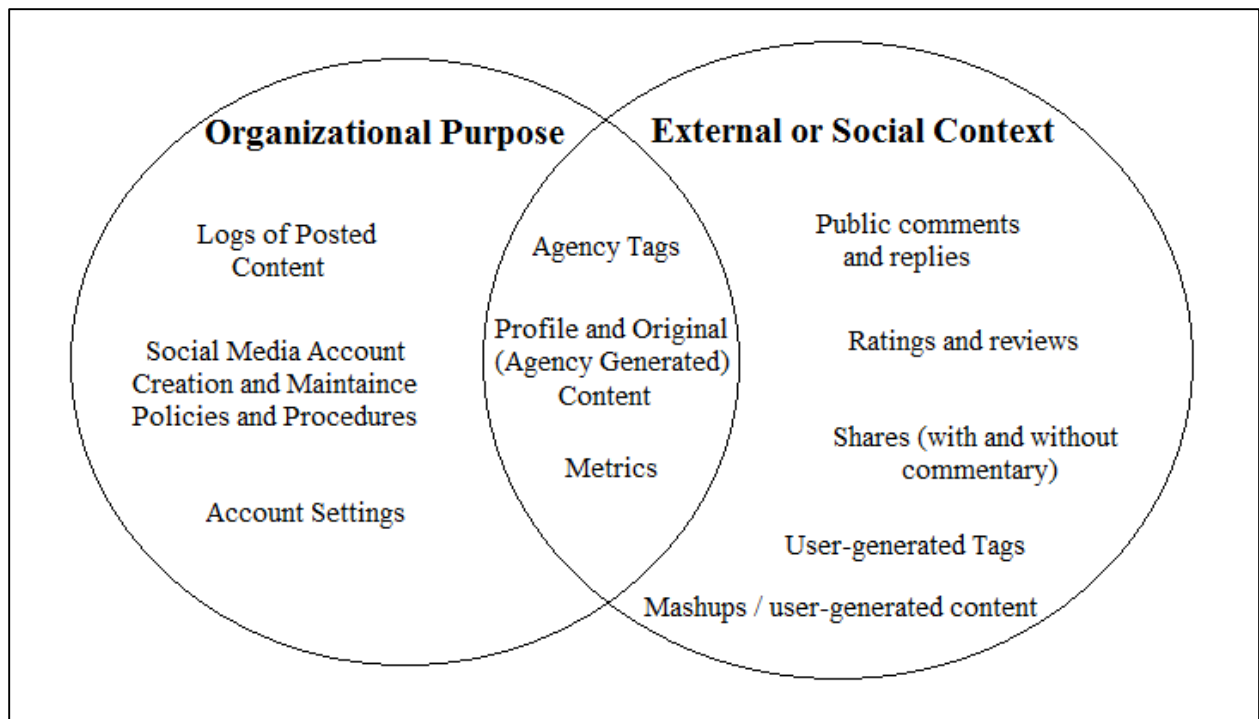 Organizational Purpose
Logs of Posted
Content
Social Media Account
Creation and Maintaince
Policies and Procedures
Account Settings
Agency Tags
Profile and Original
(Agency Generated)
Content
Metrics
External or Social Context
Public comments
and replies
Ratings and reviews
Shares (with and without
commentary)
User-generated Tags
Mashups / user-generated content